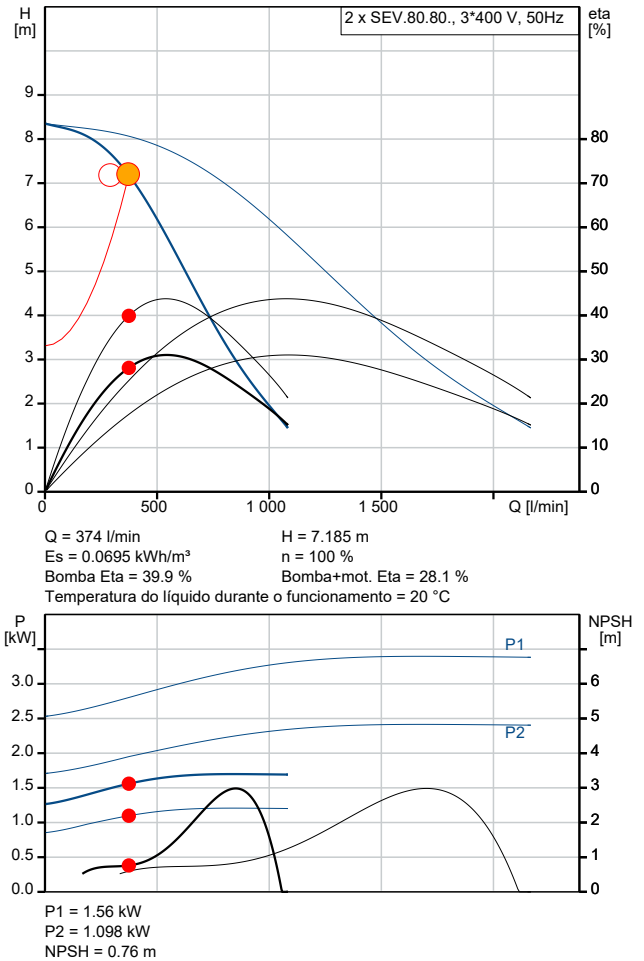 H
[m]
2 x SEV.80.80., 3*400 V, 50Hz
eta
[%]
9
8
7
6
5
4
3
2
1
0
80
70
60
50
40
30
20
10
0
0
500
1 000
1 500
Q [l/min]
Q = 374 l/min
H = 7.185 m
Es = 0.0695 kWh/m³
n = 100 %
Bomba Eta = 39.9 %
Bomba+mot. Eta = 28.1 %
Temperatura do líquido durante o funcionamento = 20 °C
P
[kW]
NPSH
[m]
P1
P2
3.0
2.5
2.0
1.5
1.0
0.5
0.0
6
5
4
3
2
1
0
P1 = 1.56 kW
P2 = 1.098 kW
NPSH = 0.76 m